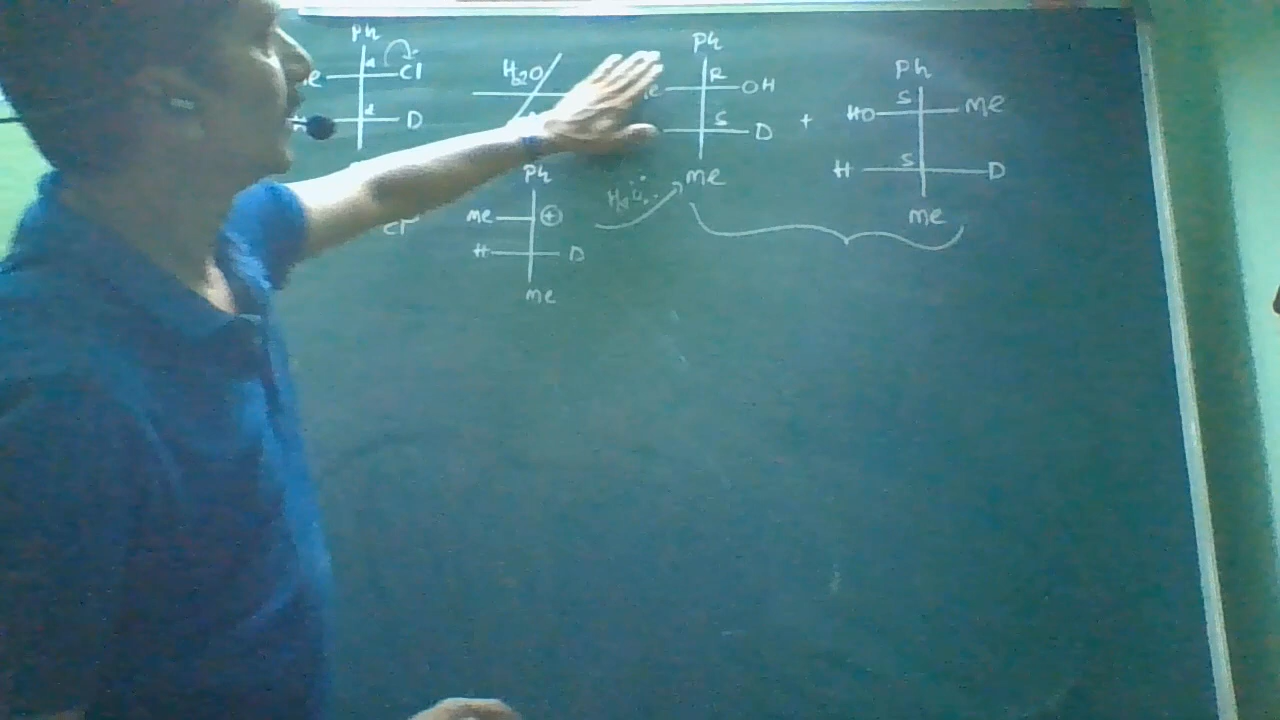 Ph Ph
Cl H2O OH Ph
S Me
R HO
D S D +
Ph Me H S D
Me ⊕ H2O
Cl⁻ Me
H D
Me